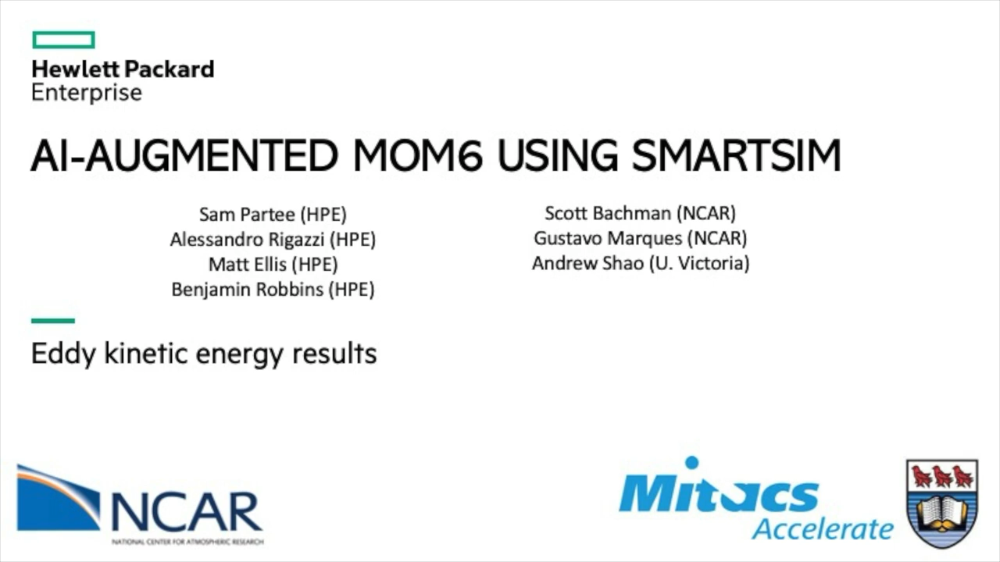 Hewlett Packard
Enterprise
AI-AUGMENTED MOM6 USING SMARTSIM
Sam Partee (HPE)
Alessandro Rigazzi (HPE)
Matt Ellis (HPE)
Benjamin Robbins (HPE)
Scott Bachman (NCAR)
Gustavo Marques (NCAR)
Andrew Shao (U. Victoria)
Eddy kinetic energy results
NCAR
NATIONAL CENTER FOR ATMOSPHERIC RESEARCH
Mitacs
Accelerate